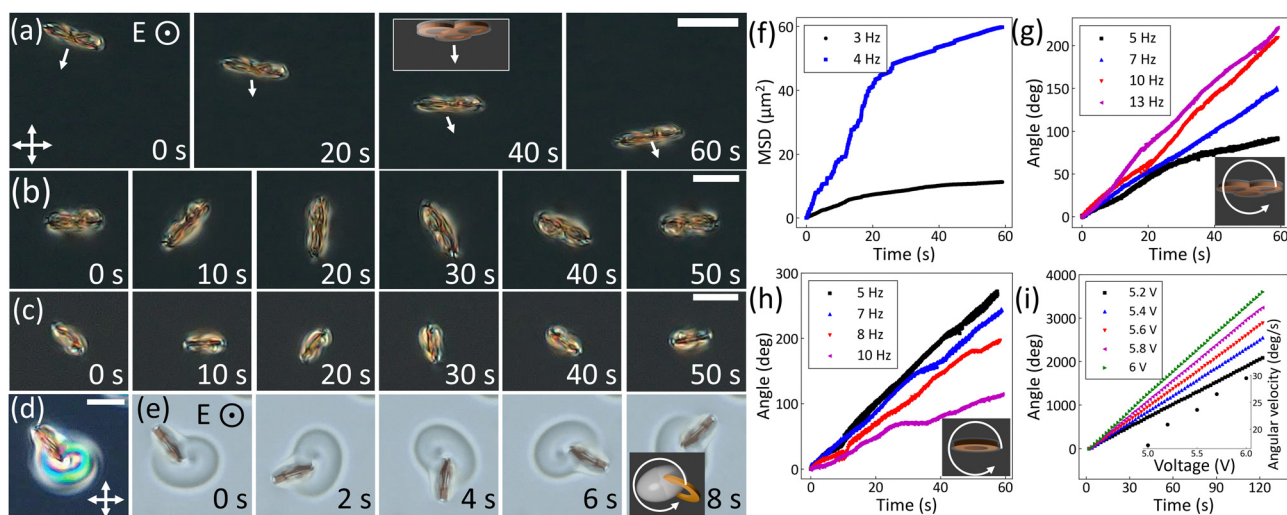 (a) E
0 s 20 s 40 s 60 s
(b)
0 s 10 s 20 s 30 s 40 s 50 s
(c)
0 s 10 s 20 s 30 s 40 s 50 s
(d)
(e) E
0 s 2 s 4 s 6 s 8 s
(f)
3 Hz
4 Hz
MSD (μm²)
60
40
20
0
0 20 40 60
Time (s)
(g)
5 Hz
7 Hz
10 Hz
13 Hz
Angle (deg)
200
150
100
50
0
0 20 40 60
Time (s)
(h)
5 Hz
7 Hz
8 Hz
10 Hz
Angle (deg)
300
200
100
0
0 20 40 60
Time (s)
(i)
5.2 V
5.4 V
5.6 V
5.8 V
6 V
Angle (deg)
4000
3000
2000
1000
0
Angular velocity (deg/s)
30
25
20
5.0 5.5 6.0
Voltage (V)
0 30 60 90 120
Time (s)